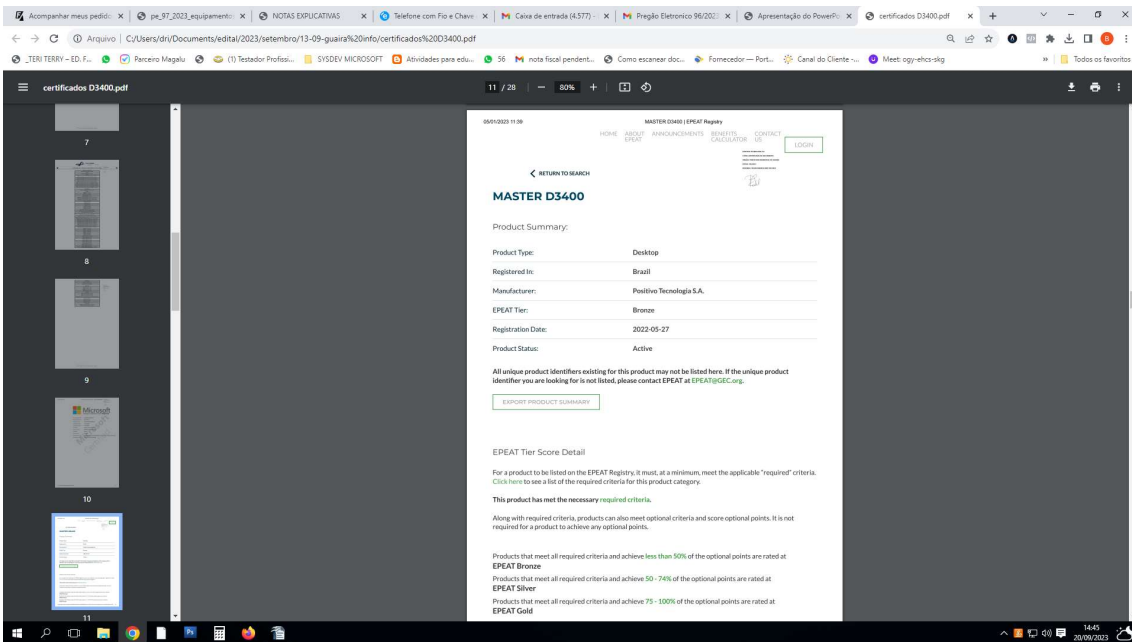 Acompanhar meus pedido
pe_97_2023_equipamento
NOTAS EXPLICATIVAS
Telefone com Fio e Chave
Caixa de entrada (4.577) -
Pregão Eletronico 96/202
Apresentação do PowerPo
certificados D3400.pdf
Arquivo | C:/Users/dri/Documents/edital/2023/setembro/13-09-guaira%20info/certificados%20D3400.pdf
_TERI TERRY – ED. F...
Parceiro Magalu
(1) Testador Profissi...
SYSDEV MICROSOFT
Atividades para edu...
56
nota fiscal pendent...
Como escanear doc...
Fornecedor — Port...
Canal do Cliente -...
Meet: ogy-ehcs-skg
Todos os favoritos
certificados D3400.pdf
11 / 28
80%
7
8
9
Microsoft
10
11
05/01/2023 11:39
MASTER D3400 | EPEAT Registry
HOME ABOUT EPEAT ANNOUNCEMENTS BENEFITS CALCULATOR CONTACT US
LOGIN
RETURN TO SEARCH
MASTER D3400
Product Summary:
Product Type: Desktop
Registered In: Brazil
Manufacturer: Positivo Tecnologia S.A.
EPEAT Tier: Bronze
Registration Date: 2022-05-27
Product Status: Active
All unique product identifiers existing for this product may not be listed here. If the unique product
identifier you are looking for is not listed, please contact EPEAT at EPEAT@GEC.org.
EXPORT PRODUCT SUMMARY
EPEAT Tier Score Detail
For a product to be listed on the EPEAT Registry, it must, at a minimum, meet the applicable "required" criteria.
Click here to see a list of the required criteria for this product category.
This product has met the necessary required criteria.
Along with required criteria, products can also meet optional criteria and score optional points. It is not
required for a product to achieve any optional points.
Products that meet all required criteria and achieve less than 50% of the optional points are rated at
EPEAT Bronze
Products that meet all required criteria and achieve 50 - 74% of the optional points are rated at
EPEAT Silver
Products that meet all required criteria and achieve 75 - 100% of the optional points are rated at
EPEAT Gold
14:45
20/09/2023